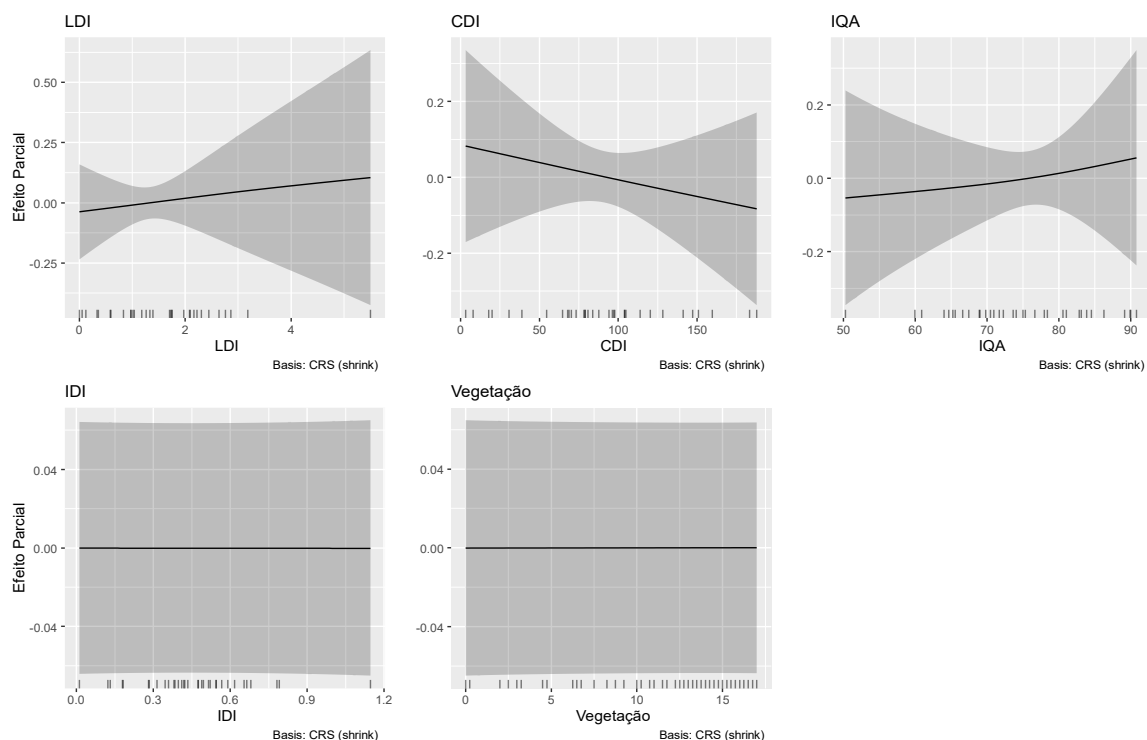 LDI
CDI
IQA
Efeito Parcial
0.50
0.25
0.00
-0.25
0.2
0.0
-0.2
0.2
0.0
-0.2
0
2
4
0
50
100
150
50
60
70
80
90
LDI
CDI
IQA
Basis: CRS (shrink)
Basis: CRS (shrink)
Basis: CRS (shrink)
IDI
Vegetação
Efeito Parcial
0.04
0.00
-0.04
0.04
0.00
-0.04
0.0
0.3
0.6
0.9
1.2
0
5
10
15
IDI
Vegetação
Basis: CRS (shrink)
Basis: CRS (shrink)